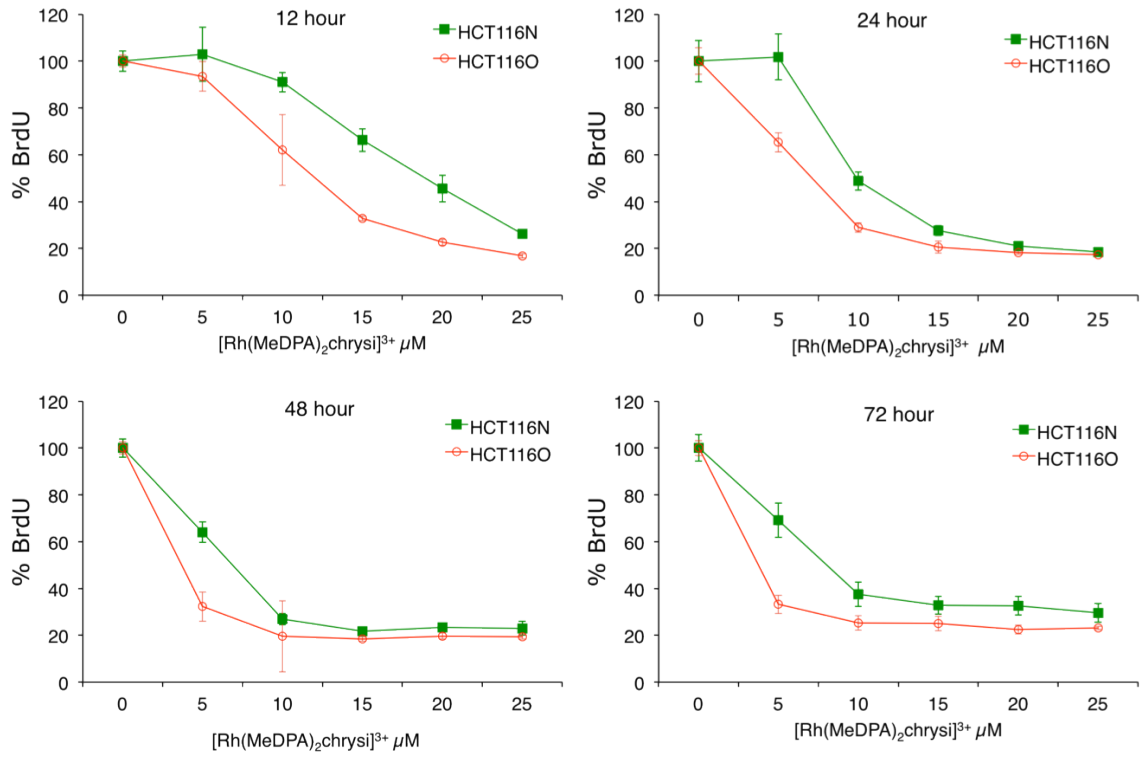 12 hour
HCT116N
HCT116O
% BrdU
120
100
80
60
40
20
0
0 5 10 15 20 25
[Rh(MeDPA)₂chrysi]³⁺ µM
24 hour
HCT116N
HCT116O
% BrdU
120
100
80
60
40
20
0
0 5 10 15 20 25
[Rh(MeDPA)₂chrysi]³⁺ µM
48 hour
HCT116N
HCT116O
% BrdU
120
100
80
60
40
20
0
0 5 10 15 20 25
[Rh(MeDPA)₂chrysi]³⁺ µM
72 hour
HCT116N
HCT116O
% BrdU
120
100
80
60
40
20
0
0 5 10 15 20 25
[Rh(MeDPA)₂chrysi]³⁺ µM